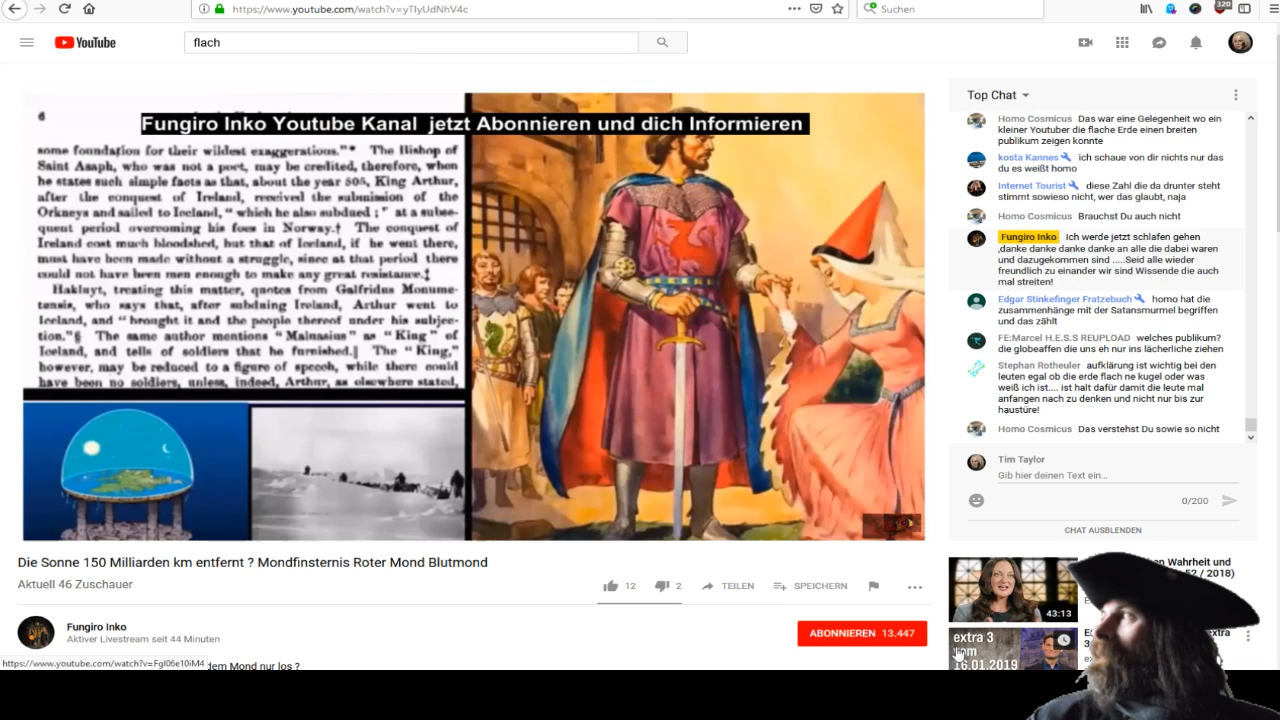 https://www.youtube.com/watch?v=yTIyUdNhV4c
Suchen
320
YouTube
flach
6
Fungiro Inko Youtube Kanal jetzt Abonnieren und dich Informieren
some foundation for their wildest exaggerations."* The Bishop of
Saint Asaph, who was not a poet, may be credited, therefore, when
he states such simple facts as that, about the year 505, King Arthur,
after the conquest of Ireland, received the submission of the
Orkneys and sailed to Iceland, "which he also subdued;" at a subse-
quent period overcoming his foes in Norway.† The conquest of
Ireland cost much bloodshed, but that of Iceland, if he went there,
must have been made without a struggle, since at that period there
could not have been men enough to make any great resistance.‡
Hakluyt, treating this matter, quotes from Galfridus Monume-
tensis, who says that, after subduing Ireland, Arthur went to
Iceland, and "brought it and the people thereof under his subjec-
tion."§ The same author mentions "Malnasius" as "King" of
Iceland, and tells of soldiers that he furnished.‖ The "King,"
however, may be reduced to a figure of speech, while there could
have been no soldiers, unless, indeed, Arthur, as elsewhere stated,
Die Sonne 150 Milliarden km entfernt ? Mondfinsternis Roter Mond Blutmond
Aktuell 46 Zuschauer
12
2
TEILEN
SPEICHERN
Fungiro Inko
Aktiver Livestream seit 44 Minuten
ABONNIEREN 13.447
https://www.youtube.com/watch?v=FgI06e10iM4
dem Mond nur los ?
Top Chat
Homo Cosmicus Das war eine Gelegenheit wo ein
kleiner Youtuber die flache Erde einen breiten
publikum zeigen konnte
kosta Kannes ich schaue von dir nichts nur das
du es weißt homo
Internet Tourist diese Zahl die da drunter steht
stimmt sowieso nicht, wer das glaubt, naja
Homo Cosmicus Brauchst Du auch nicht
Fungiro Inko Ich werde jetzt schlafen gehen
,danke danke danke danke an alle die dabei waren
und dazugekommen sind .....Seid alle wieder
freundlich zu einander wir sind Wissende die auch
mal streiten!
Edgar Stinkefinger Fratzebuch homo hat die
zusammenhänge mit der Satansmurmel begriffen
und das zählt
FE:Marcel H.E.S.S REUPLOAD welches publikum?
die globeaffen die uns eh nur ins lächerliche ziehen
Stephan Rotheuler aufklärung ist wichtig bei den
leuten egal ob die erde flach ne kugel oder was
weiß ich ist.... ist halt dafür damit die leute mal
anfangen nach zu denken und nicht nur bis zur
haustüre!
Homo Cosmicus Das verstehst Du sowie so nicht
Tim Taylor
Gib hier deinen Text ein...
0/200
CHAT AUSBLENDEN
43:13
en Wahrheit und
52 / 2018)
extra 3
vom
16.01.2019
extra